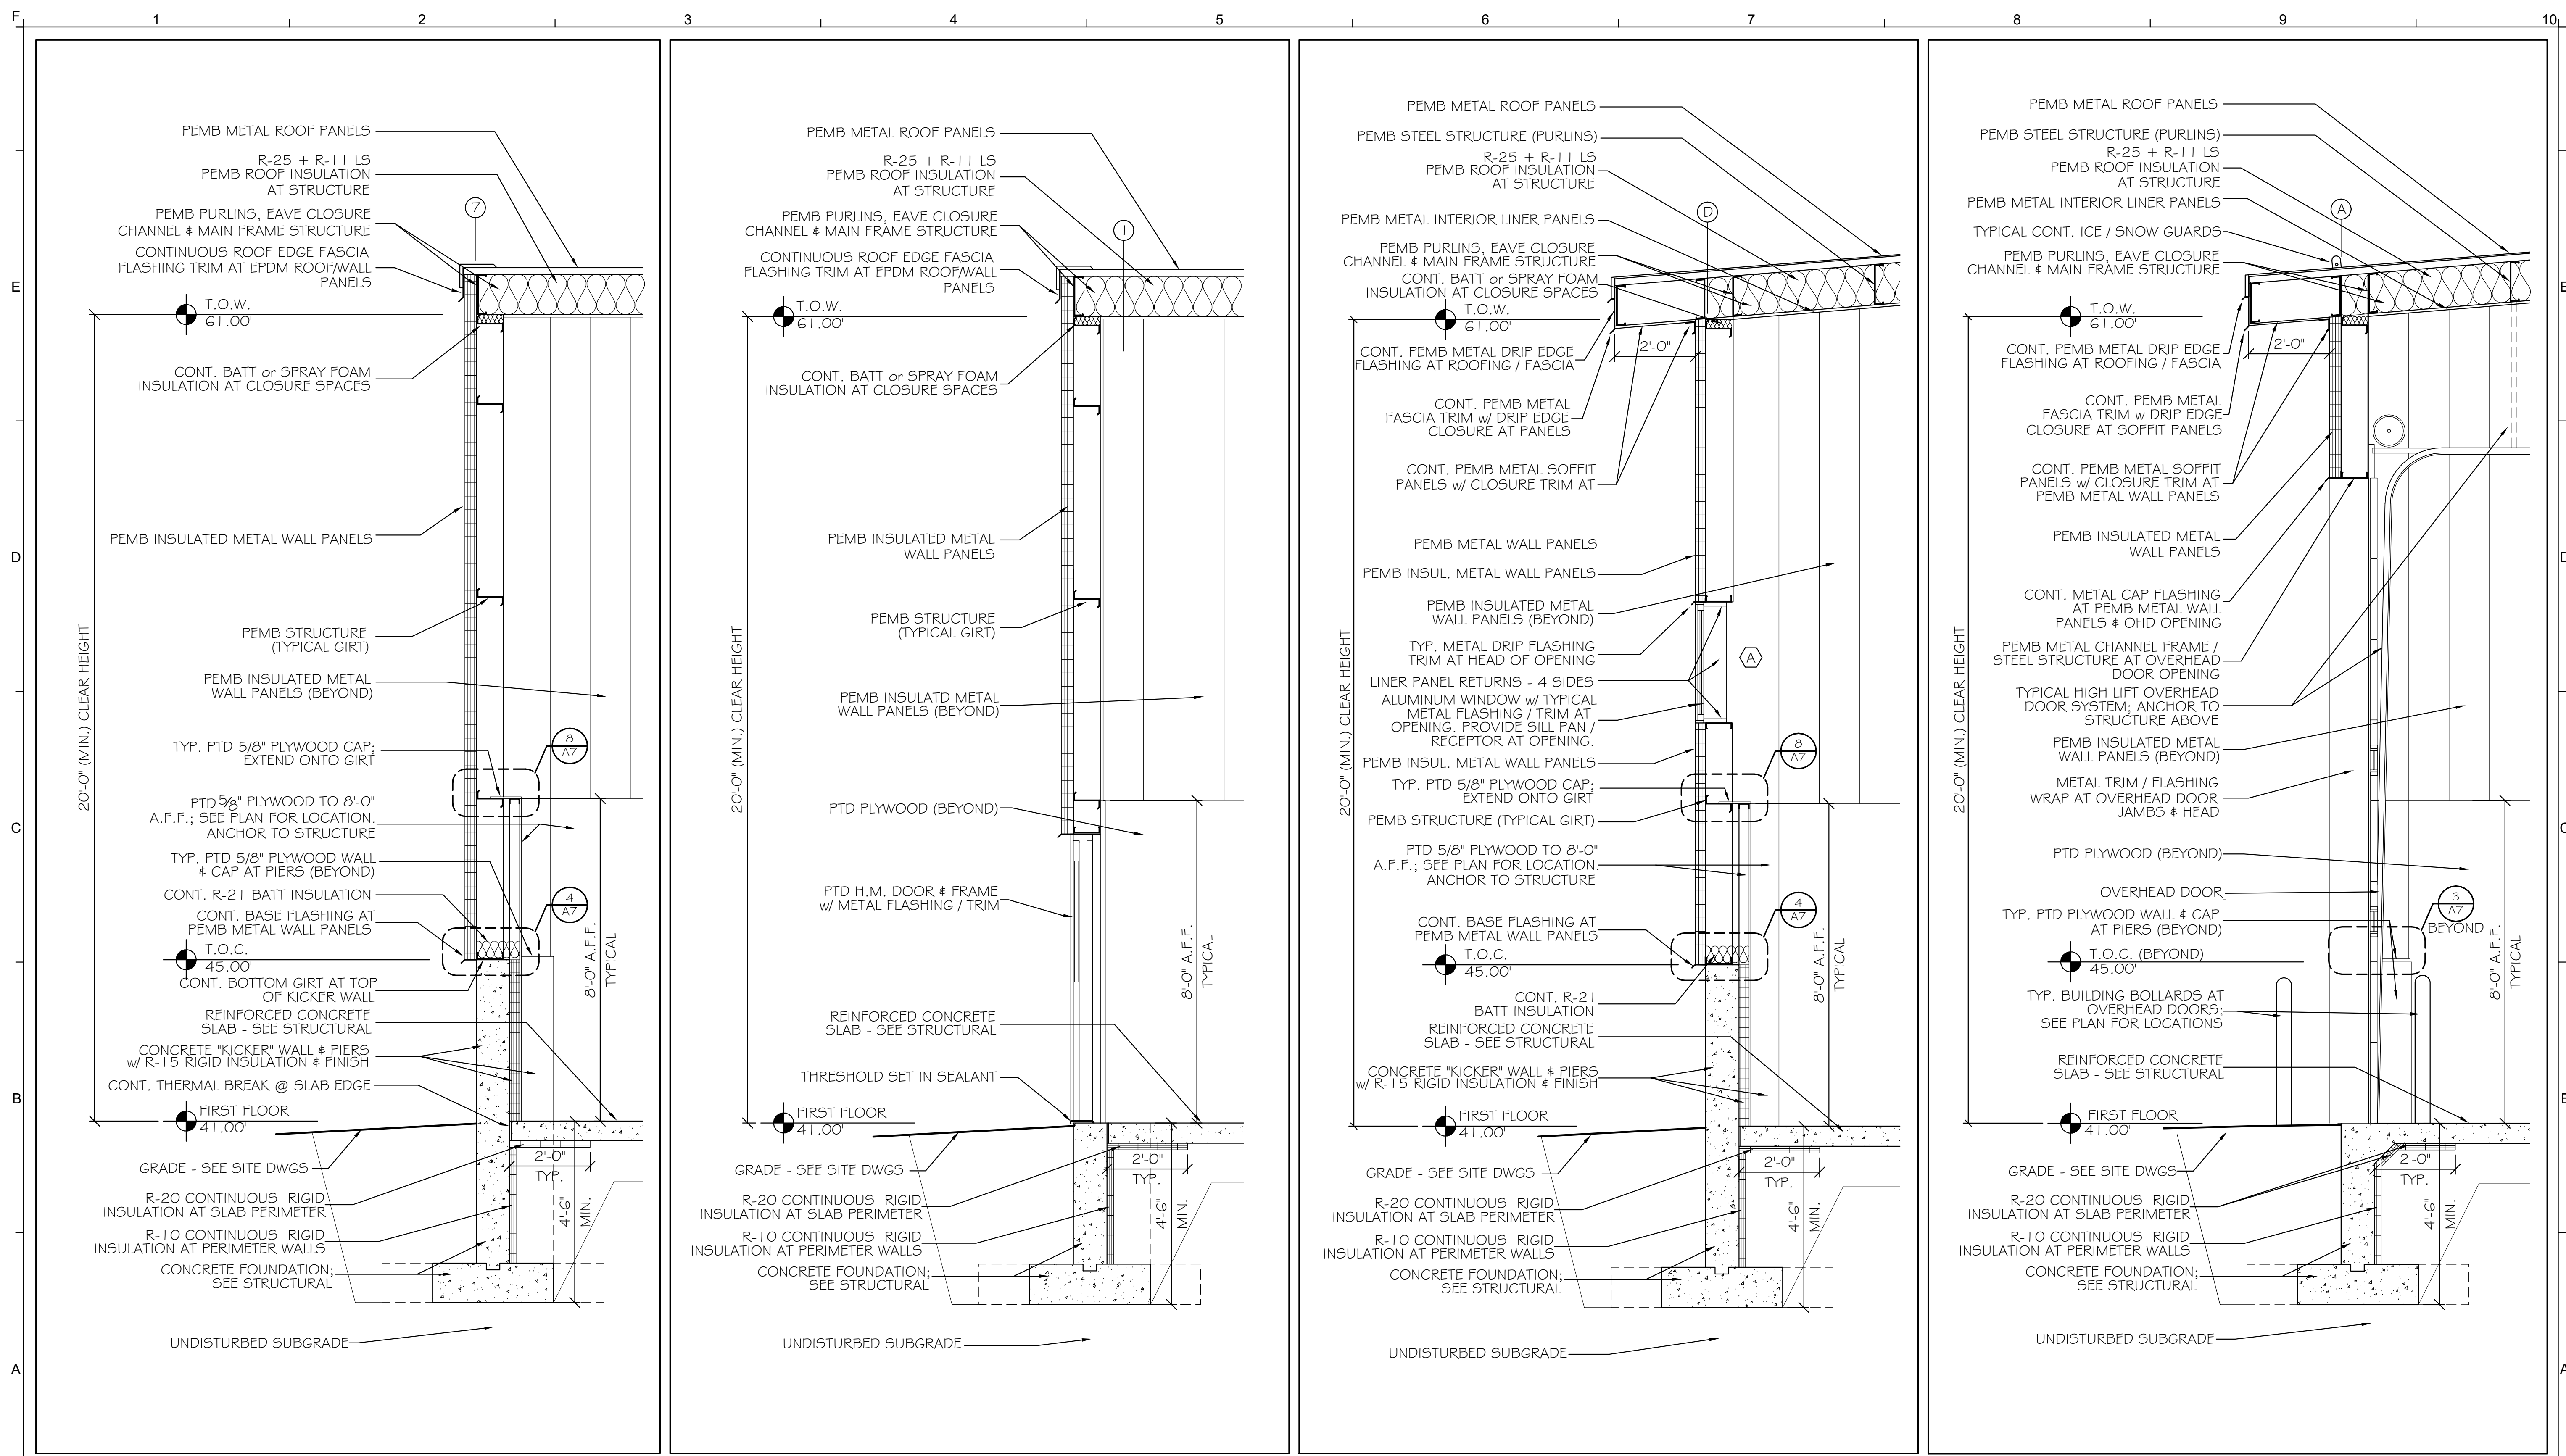 F
1
2
3
4
5
6
7
8
9
10
E
D
C
B
A
PEMB METAL ROOF PANELS
R-25 + R-11 LS
PEMB ROOF INSULATION
AT STRUCTURE
7
PEMB PURLINS, EAVE CLOSURE
CHANNEL & MAIN FRAME STRUCTURE
CONTINUOUS ROOF EDGE FASCIA
FLASHING TRIM AT EPDM ROOF/WALL
PANELS
T.O.W.
61.00'
CONT. BATT or SPRAY FOAM
INSULATION AT CLOSURE SPACES
PEMB INSULATED METAL WALL PANELS
20'-0" (MIN.) CLEAR HEIGHT
PEMB STRUCTURE
(TYPICAL GIRT)
PEMB INSULATED METAL
WALL PANELS (BEYOND)
8
A7
TYP. PTD 5/8" PLYWOOD CAP;
EXTEND ONTO GIRT
PTD 5/8" PLYWOOD TO 8'-0"
A.F.F.; SEE PLAN FOR LOCATION.
ANCHOR TO STRUCTURE
TYP. PTD 5/8" PLYWOOD WALL
& CAP AT PIERS (BEYOND)
CONT. R-21 BATT INSULATION
4
A7
CONT. BASE FLASHING AT
PEMB METAL WALL PANELS
T.O.C.
45.00'
8'-0" A.F.F.
TYPICAL
CONT. BOTTOM GIRT AT TOP
OF KICKER WALL
REINFORCED CONCRETE
SLAB - SEE STRUCTURAL
CONCRETE "KICKER" WALL & PIERS
w/ R-15 RIGID INSULATION & FINISH
CONT. THERMAL BREAK @ SLAB EDGE
FIRST FLOOR
41.00'
GRADE - SEE SITE DWGS
2'-0"
TYP.
R-20 CONTINUOUS RIGID
INSULATION AT SLAB PERIMETER
4'-6"
MIN.
R-10 CONTINUOUS RIGID
INSULATION AT PERIMETER WALLS
CONCRETE FOUNDATION;
SEE STRUCTURAL
UNDISTURBED SUBGRADE
PEMB METAL ROOF PANELS
R-25 + R-11 LS
PEMB ROOF INSULATION
AT STRUCTURE
PEMB PURLINS, EAVE CLOSURE
CHANNEL & MAIN FRAME STRUCTURE
1
CONTINUOUS ROOF EDGE FASCIA
FLASHING TRIM AT EPDM ROOF/WALL
PANELS
T.O.W.
61.00'
CONT. BATT or SPRAY FOAM
INSULATION AT CLOSURE SPACES
PEMB INSULATED METAL
WALL PANELS
20'-0" (MIN.) CLEAR HEIGHT
PEMB STRUCTURE
(TYPICAL GIRT)
PEMB INSULATD METAL
WALL PANELS (BEYOND)
PTD PLYWOOD (BEYOND)
PTD H.M. DOOR & FRAME
w/ METAL FLASHING / TRIM
8'-0" A.F.F.
TYPICAL
REINFORCED CONCRETE
SLAB - SEE STRUCTURAL
THRESHOLD SET IN SEALANT
FIRST FLOOR
41.00'
GRADE - SEE SITE DWGS
2'-0"
TYP.
R-20 CONTINUOUS RIGID
INSULATION AT SLAB PERIMETER
4'-6"
MIN.
R-10 CONTINUOUS RIGID
INSULATION AT PERIMETER WALLS
CONCRETE FOUNDATION;
SEE STRUCTURAL
UNDISTURBED SUBGRADE
PEMB METAL ROOF PANELS
PEMB STEEL STRUCTURE (PURLINS)
R-25 + R-11 LS
PEMB ROOF INSULATION
AT STRUCTURE
D
PEMB METAL INTERIOR LINER PANELS
PEMB PURLINS, EAVE CLOSURE
CHANNEL & MAIN FRAME STRUCTURE
CONT. BATT or SPRAY FOAM
INSULATION AT CLOSURE SPACES
T.O.W.
61.00'
2'-0"
CONT. PEMB METAL DRIP EDGE
FLASHING AT ROOFING / FASCIA
CONT. PEMB METAL
FASCIA TRIM w/ DRIP EDGE
CLOSURE AT PANELS
CONT. PEMB METAL SOFFIT
PANELS w/ CLOSURE TRIM AT
PEMB METAL WALL PANELS
PEMB INSUL. METAL WALL PANELS
PEMB INSULATED METAL
WALL PANELS (BEYOND)
20'-0" (MIN.) CLEAR HEIGHT
TYP. METAL DRIP FLASHING
TRIM AT HEAD OF OPENING
A
LINER PANEL RETURNS - 4 SIDES
ALUMINUM WINDOW w/ TYPICAL
METAL FLASHING / TRIM AT
OPENING. PROVIDE SILL PAN /
RECEPTOR AT OPENING.
8
A7
PEMB INSUL. METAL WALL PANELS
TYP. PTD 5/8" PLYWOOD CAP;
EXTEND ONTO GIRT
PEMB STRUCTURE (TYPICAL GIRT)
PTD 5/8" PLYWOOD TO 8'-0"
A.F.F.; SEE PLAN FOR LOCATION.
ANCHOR TO STRUCTURE
4
A7
CONT. BASE FLASHING AT
PEMB METAL WALL PANELS
T.O.C.
45.00'
8'-0" A.F.F.
TYPICAL
CONT. R-21
BATT INSULATION
REINFORCED CONCRETE
SLAB - SEE STRUCTURAL
CONCRETE "KICKER" WALL & PIERS
w/ R-15 RIGID INSULATION & FINISH
FIRST FLOOR
41.00'
GRADE - SEE SITE DWGS
2'-0"
TYP.
R-20 CONTINUOUS RIGID
INSULATION AT SLAB PERIMETER
4'-6"
MIN.
R-10 CONTINUOUS RIGID
INSULATION AT PERIMETER WALLS
CONCRETE FOUNDATION;
SEE STRUCTURAL
UNDISTURBED SUBGRADE
PEMB METAL ROOF PANELS
PEMB STEEL STRUCTURE (PURLINS)
R-25 + R-11 LS
PEMB ROOF INSULATION
AT STRUCTURE
PEMB METAL INTERIOR LINER PANELS
A
TYPICAL CONT. ICE / SNOW GUARDS
PEMB PURLINS, EAVE CLOSURE
CHANNEL & MAIN FRAME STRUCTURE
T.O.W.
61.00'
2'-0"
CONT. PEMB METAL DRIP EDGE
FLASHING AT ROOFING / FASCIA
CONT. PEMB METAL
FASCIA TRIM w DRIP EDGE
CLOSURE AT SOFFIT PANELS
CONT. PEMB METAL SOFFIT
PANELS w/ CLOSURE TRIM AT
PEMB METAL WALL PANELS
PEMB INSULATED METAL
WALL PANELS
CONT. METAL CAP FLASHING
AT PEMB METAL WALL
PANELS & OHD OPENING
20'-0" (MIN.) CLEAR HEIGHT
PEMB METAL CHANNEL FRAME /
STEEL STRUCTURE AT OVERHEAD
DOOR OPENING
TYPICAL HIGH LIFT OVERHEAD
DOOR SYSTEM; ANCHOR TO
STRUCTURE ABOVE
PEMB INSULATED METAL
WALL PANELS (BEYOND)
METAL TRIM / FLASHING
WRAP AT OVERHEAD DOOR
JAMBS & HEAD
PTD PLYWOOD (BEYOND)
OVERHEAD DOOR
3
A7
BEYOND
TYP. PTD PLYWOOD WALL & CAP
AT PIERS (BEYOND)
T.O.C. (BEYOND)
45.00'
8'-0" A.F.F.
TYPICAL
TYP. BUILDING BOLLARDS AT
OVERHEAD DOORS;
SEE PLAN FOR LOCATIONS
REINFORCED CONCRETE
SLAB - SEE STRUCTURAL
FIRST FLOOR
41.00'
GRADE - SEE SITE DWGS
2'-0"
TYP.
R-20 CONTINUOUS RIGID
INSULATION AT SLAB PERIMETER
4'-6"
MIN.
R-10 CONTINUOUS RIGID
INSULATION AT PERIMETER WALLS
CONCRETE FOUNDATION;
SEE STRUCTURAL
UNDISTURBED SUBGRADE
E
D
C
A